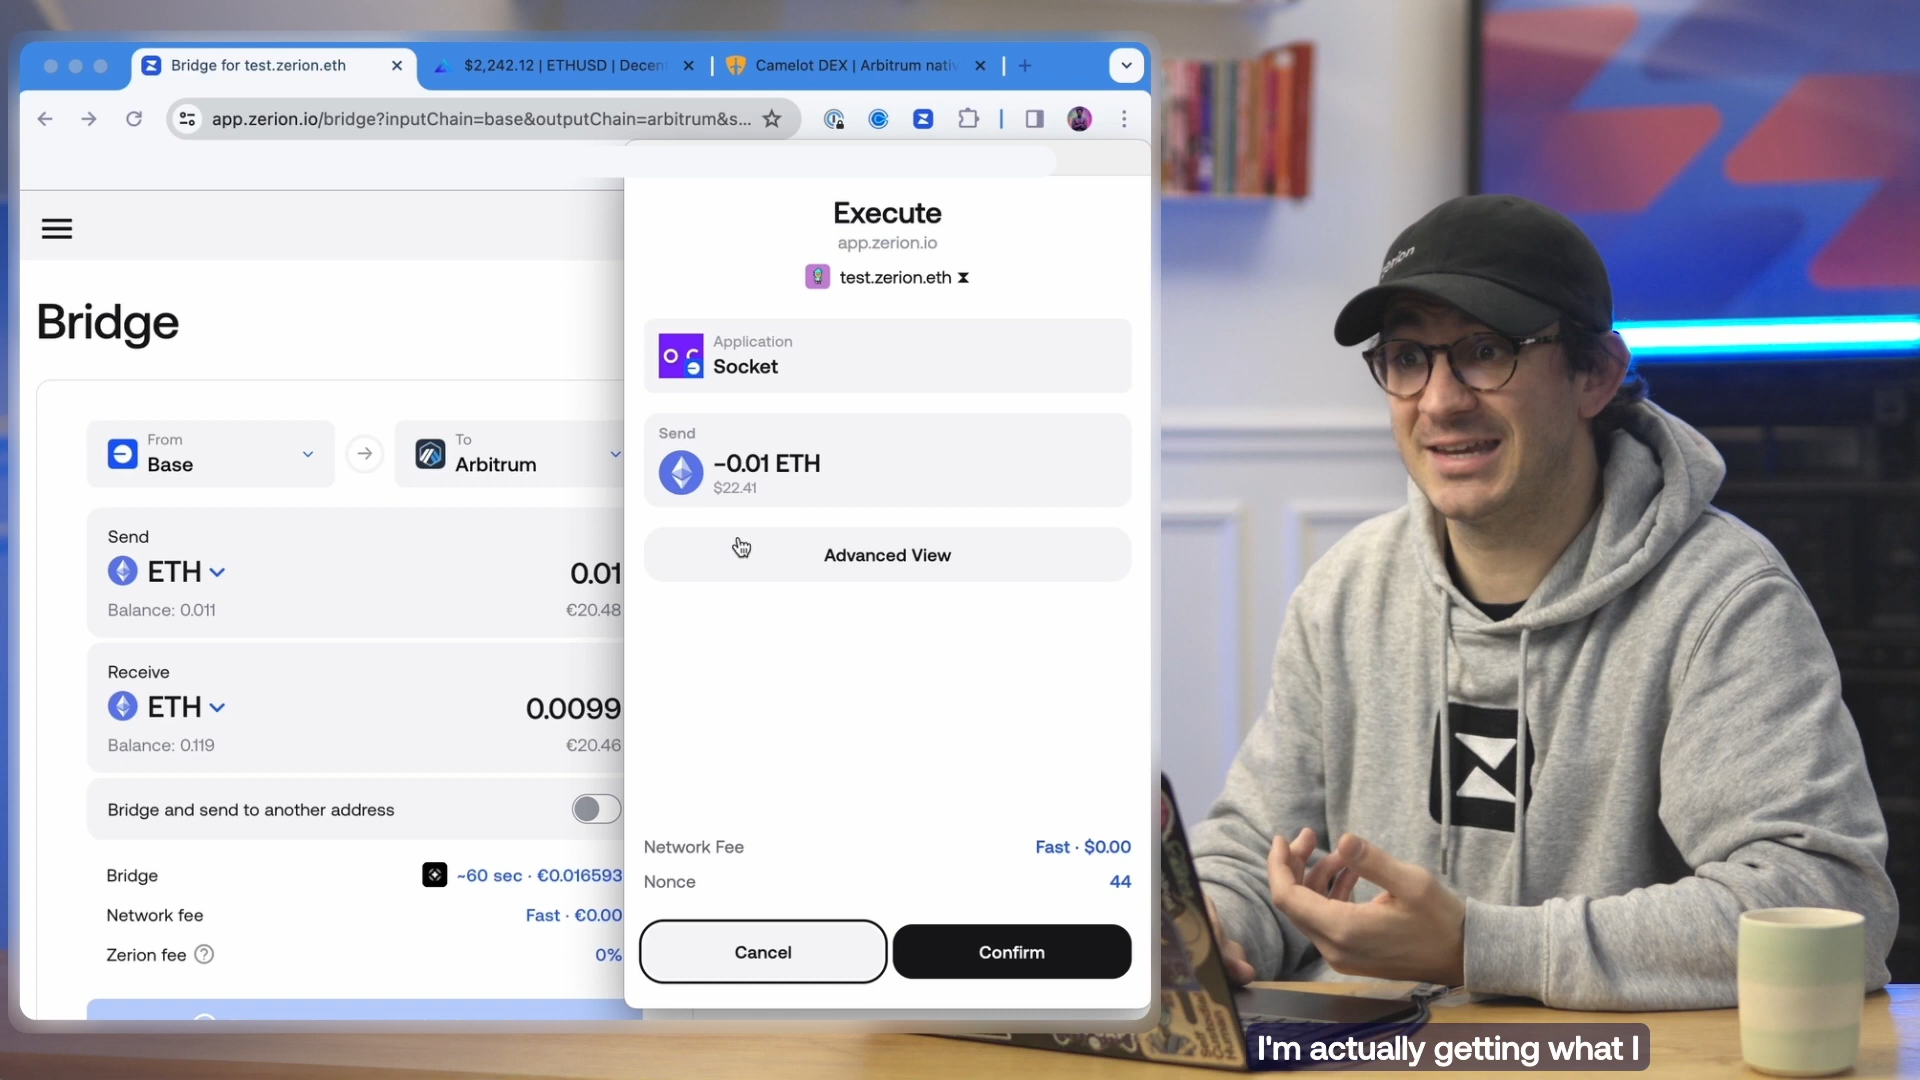 Bridge for test.zerion.eth
$2,242.12 | ETHUSD | Decen
Camelot DEX | Arbitrum nati
app.zerion.io/bridge?inputChain=base&outputChain=arbitrum&s...
Bridge
From
Base
To
Arbitrum
Send
ETH
0.01
Balance: 0.011
€20.48
Receive
ETH
0.0099
Balance: 0.119
€20.46
Bridge and send to another address
Bridge
~60 sec · €0.016593
Network fee
Fast · €0.00
Zerion fee ?
0%
Execute
app.zerion.io
test.zerion.eth
Application
Socket
Send
-0.01 ETH
$22.41
Advanced View
Network Fee
Fast · $0.00
Nonce
44
Cancel
Confirm
zerion
I'm actually getting what I